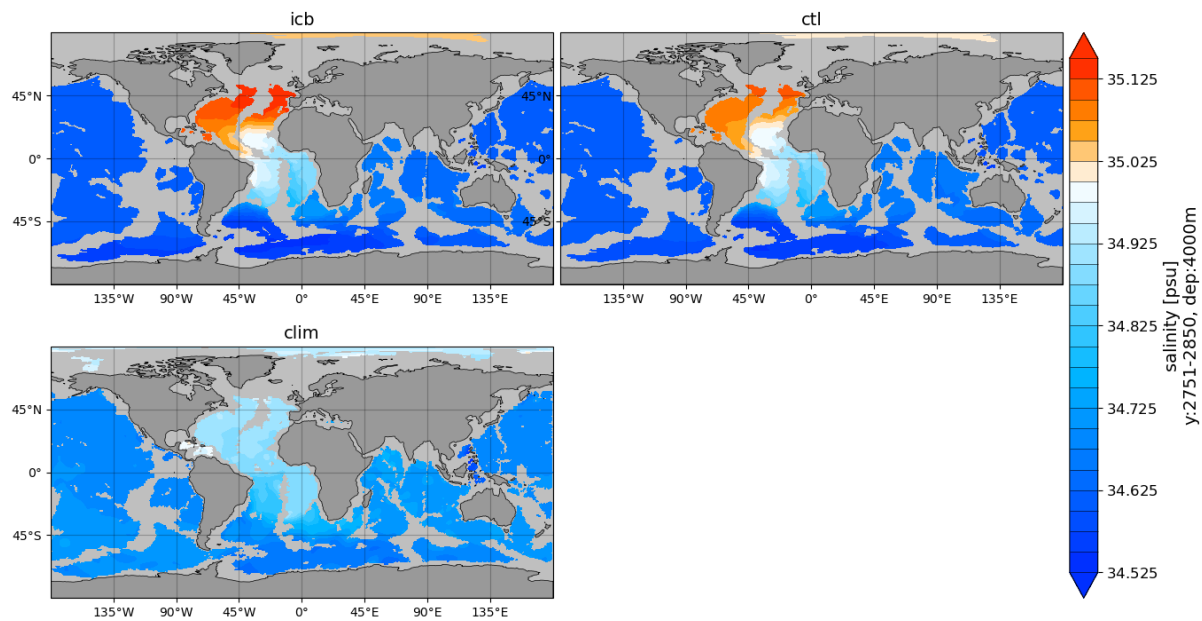 icb
ctl
45°N
0°
45°S
45°N
0°
45°S
135°W 90°W 45°W 0° 45°E 90°E 135°E
135°W 90°W 45°W 0° 45°E 90°E 135°E
clim
45°N
0°
45°S
135°W 90°W 45°W 0° 45°E 90°E 135°E
35.125
35.025
34.925
34.825
34.725
34.625
34.525
salinity [psu]
y:2751-2850, dep:4000m